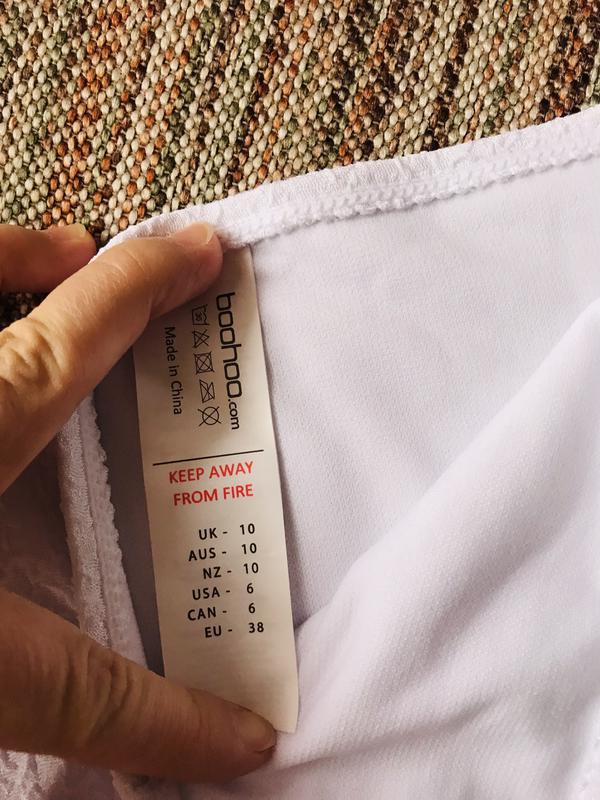 boohoo.com
30
Made in China
KEEP AWAY
FROM FIRE
UK - 10
AUS - 10
NZ - 10
USA - 6
CAN - 6
EU - 38